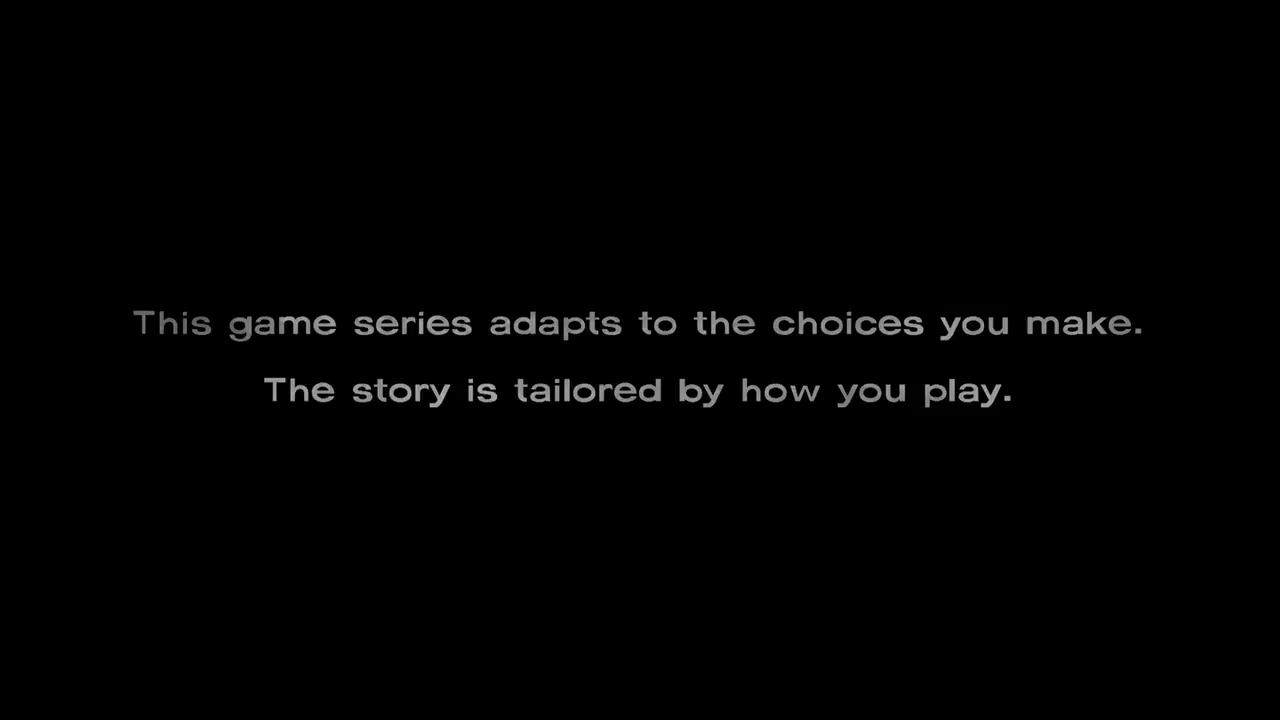 This game series adapts to the choices you make.
The story is tailored by how you play.